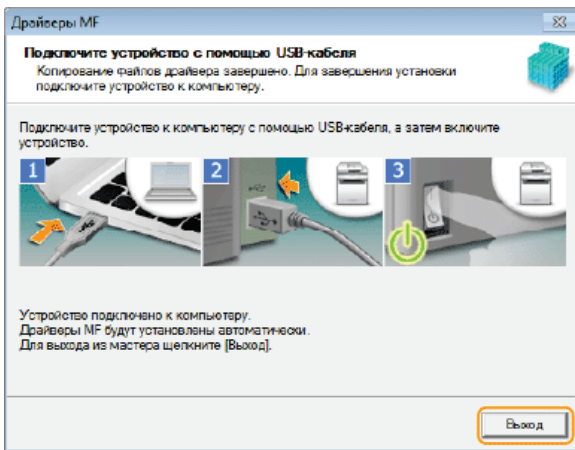 Драйверы MF
Подключите устройство с помощью USB-кабеля
Копирование файлов драйвера завершено. Для завершения установки
подключите устройство к компьютеру.
Подключите устройство к компьютеру с помощью USB-кабеля, а затем включите
устройство.
1 2 3
Устройство подключено к компьютеру.
Драйверы MF будут установлены автоматически.
Для выхода из мастера щелкните [Выход].
Выход